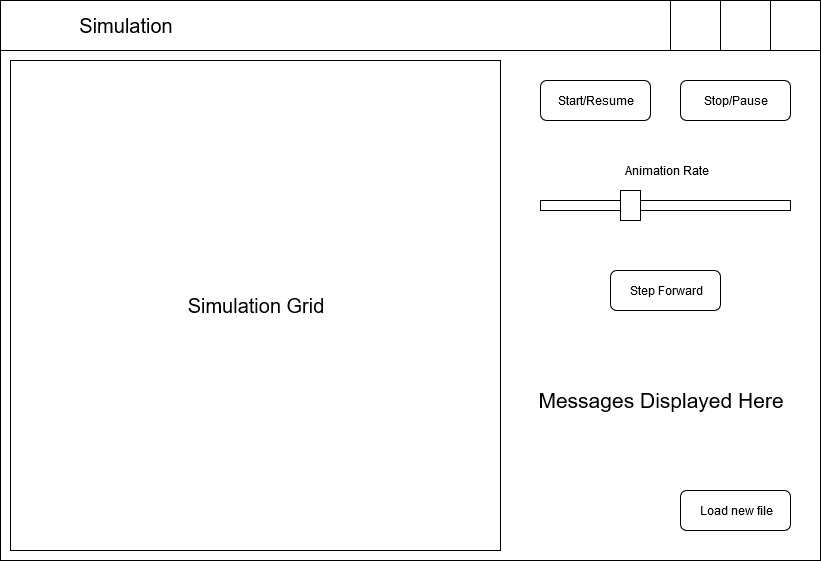 Simulation
Start/Resume
Stop/Pause
Animation Rate
Simulation Grid
Step Forward
Messages Displayed Here
Load new file